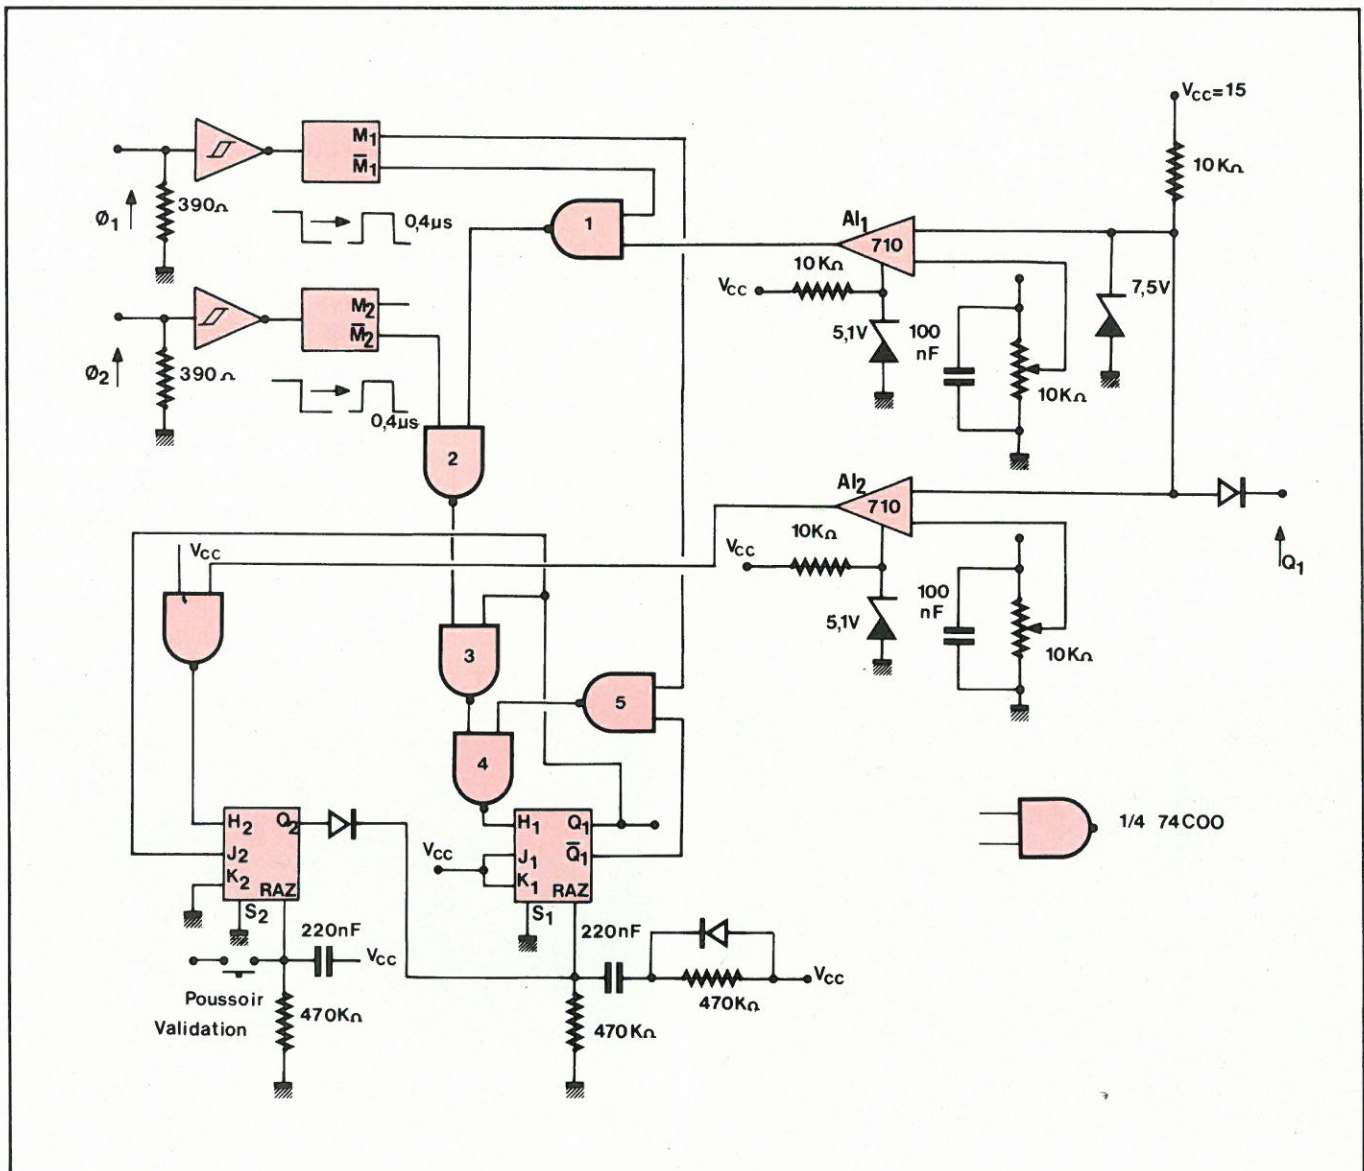 VCC=15
10KΩ
M1
M̅1
390Ω
Ø1
0,4µs
1
AI1
710
10KΩ
VCC
5,1V
100
nF
10KΩ
7,5V
M2
M̅2
390Ω
Ø2
0,4µs
2
AI2
710
10KΩ
VCC
5,1V
100
nF
10KΩ
Q1
VCC
3
5
4
1/4 74C00
H2
Q2
J2
K2
RAZ
S2
VCC
H1
Q1
J1
Q̅1
K1
RAZ
S1
220nF
VCC
Poussoir
Validation
470KΩ
220nF
470KΩ
VCC
470KΩ